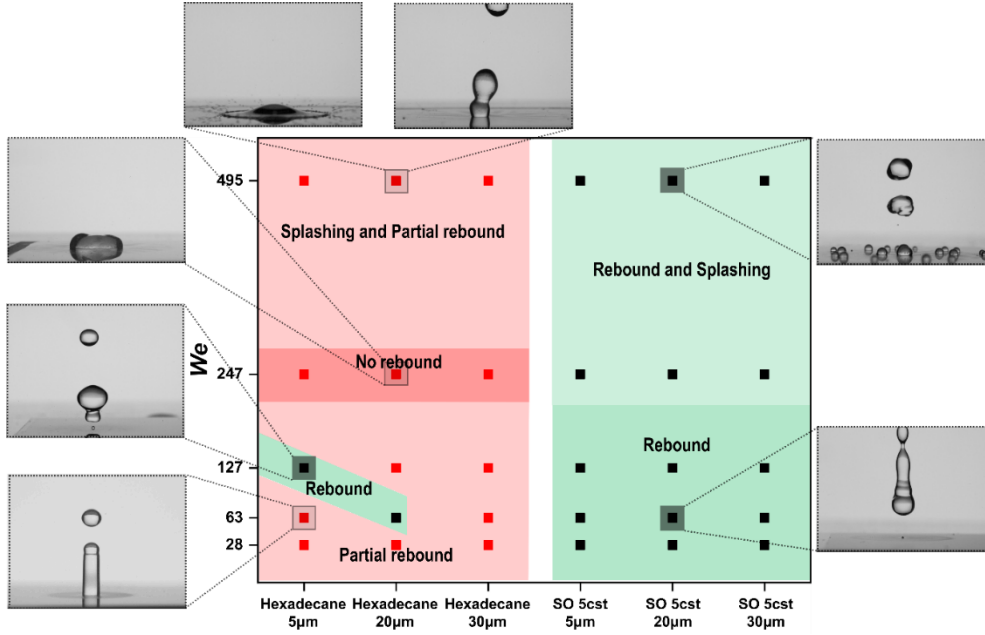 495
Splashing and Partial rebound
Rebound and Splashing
We
No rebound
247
Rebound
127
Rebound
63
28
Partial rebound
Hexadecane
5μm
Hexadecane
20μm
Hexadecane
30μm
SO 5cst
5μm
SO 5cst
20μm
SO 5cst
30μm